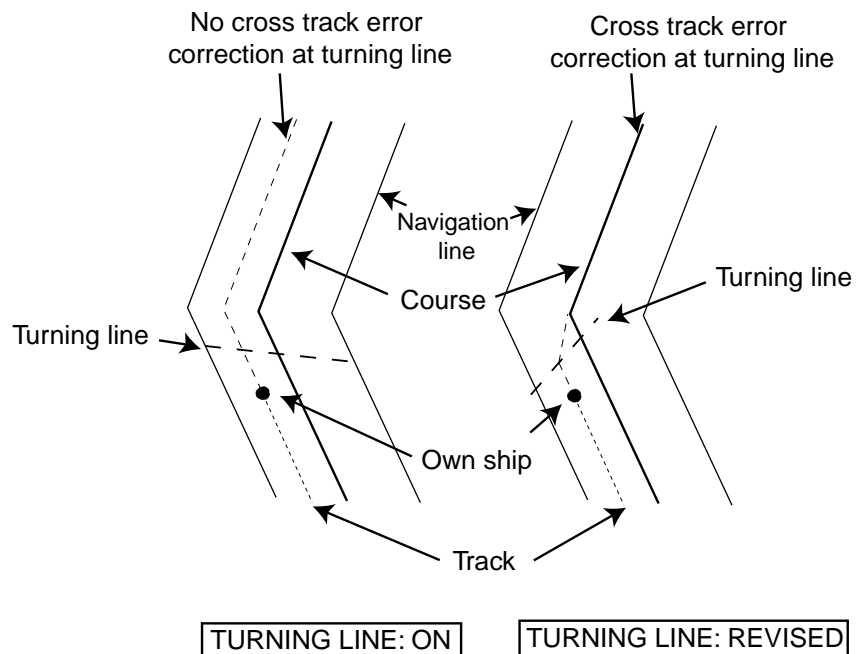 No cross track error
correction at turning line
Cross track error
correction at turning line
Navigation
line
Turning line
Course
Turning line
Own ship
Track
TURNING LINE: ON
TURNING LINE: REVISED